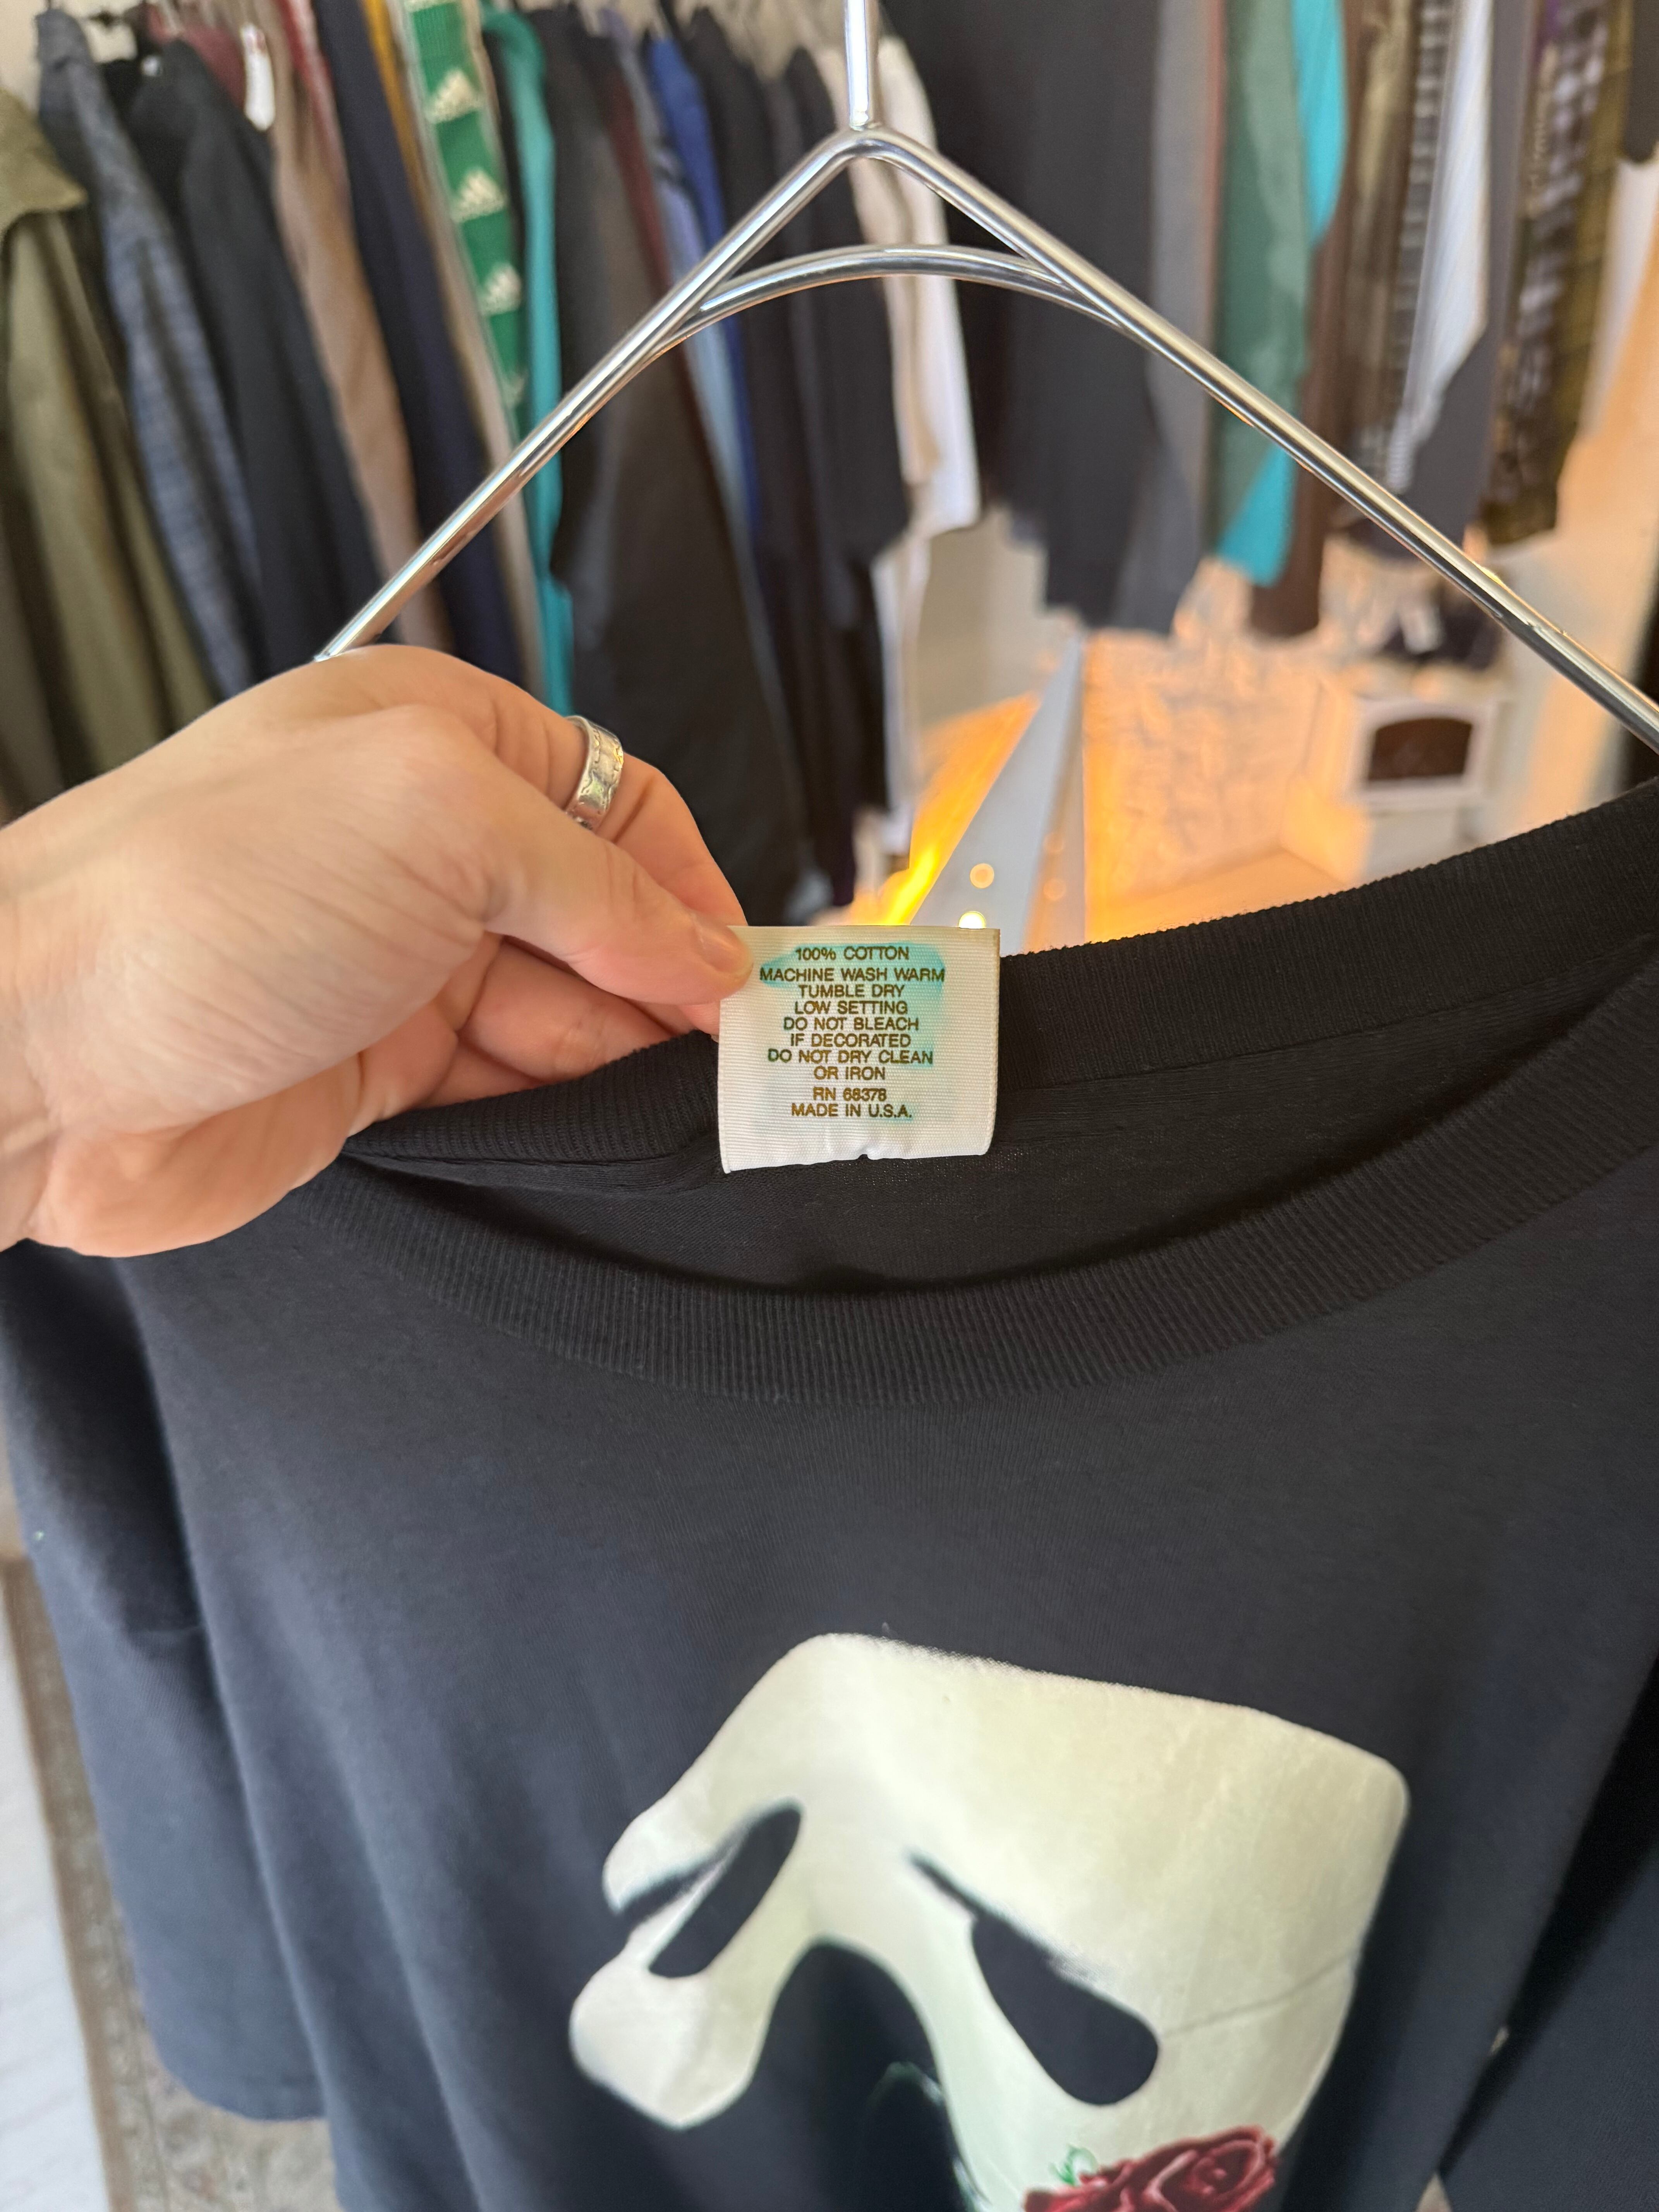 100% COTTON
MACHINE WASH WARM
TUMBLE DRY
LOW SETTING
DO NOT BLEACH
IF DECORATED
DO NOT DRY CLEAN
OR IRON
RN 68378
MADE IN U.S.A.